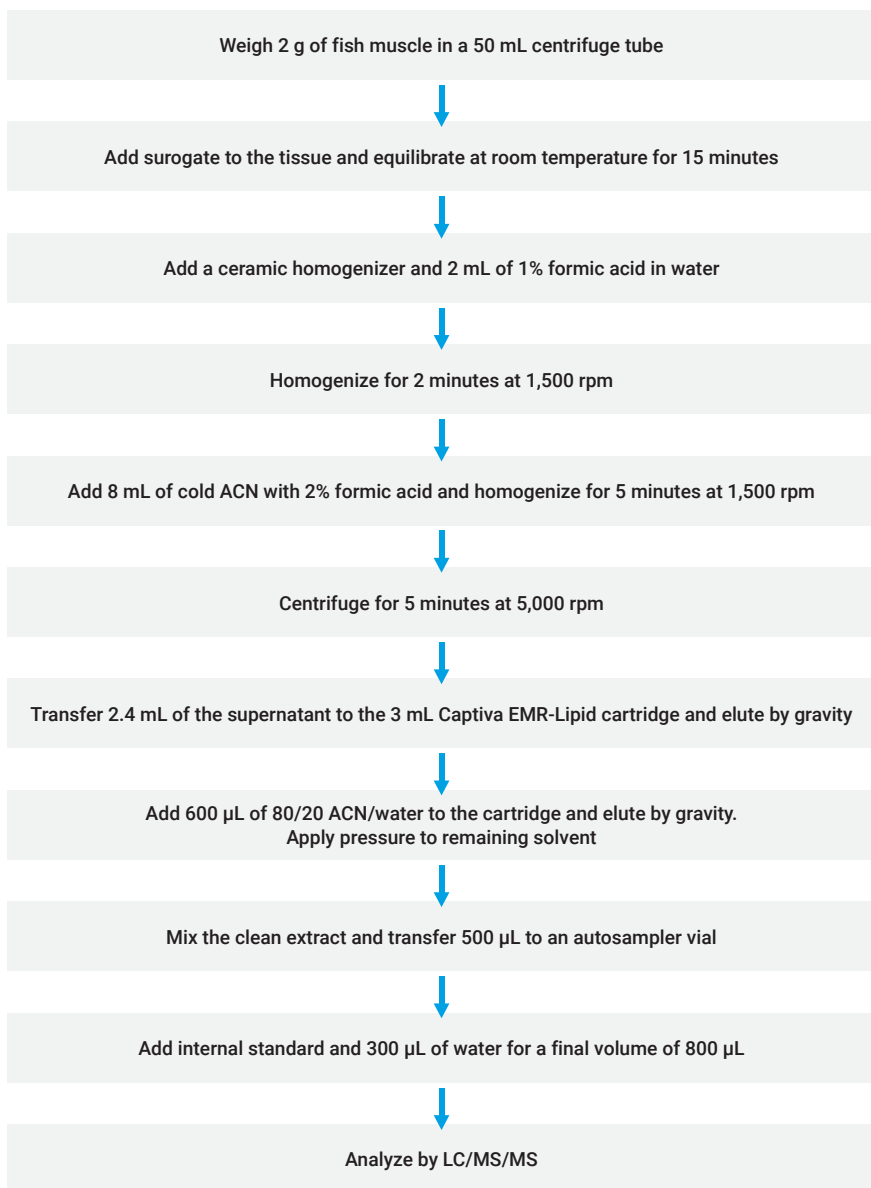 Weigh 2 g of fish muscle in a 50 mL centrifuge tube
Add surogate to the tissue and equilibrate at room temperature for 15 minutes
Add a ceramic homogenizer and 2 mL of 1% formic acid in water
Homogenize for 2 minutes at 1,500 rpm
Add 8 mL of cold ACN with 2% formic acid and homogenize for 5 minutes at 1,500 rpm
Centrifuge for 5 minutes at 5,000 rpm
Transfer 2.4 mL of the supernatant to the 3 mL Captiva EMR-Lipid cartridge and elute by gravity
Add 600 µL of 80/20 ACN/water to the cartridge and elute by gravity.
Apply pressure to remaining solvent
Mix the clean extract and transfer 500 µL to an autosampler vial
Add internal standard and 300 µL of water for a final volume of 800 µL
Analyze by LC/MS/MS